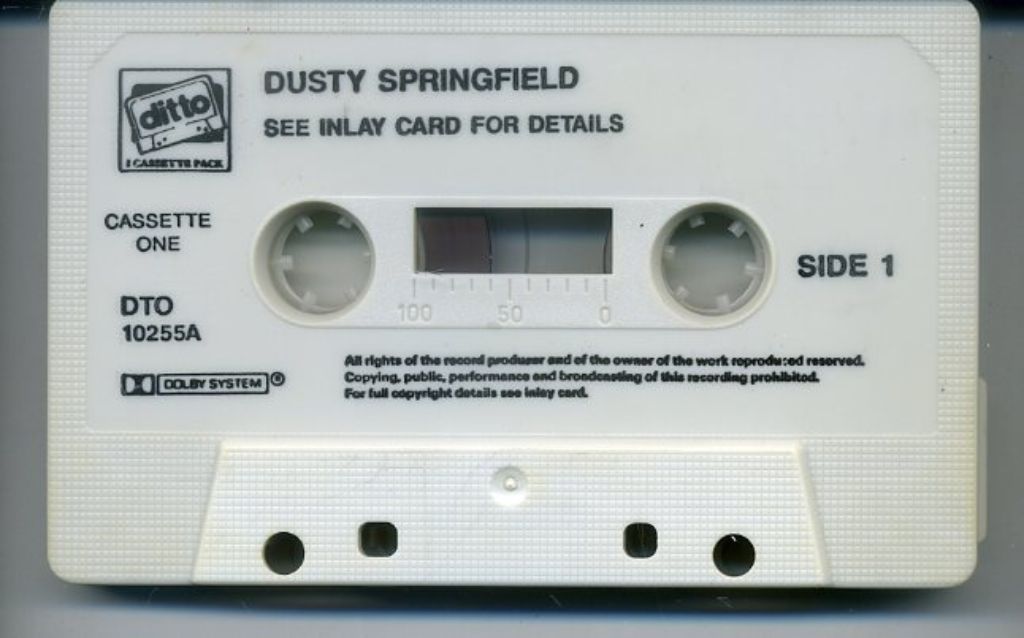 DUSTY SPRINGFIELD
SEE INLAY CARD FOR DETAILS
ditto
CASSETTE PACK
CASSETTE
ONE
SIDE 1
DTO
10255A
100 50 0
DOLBY SYSTEM ®
All rights of the record producer and of the owner of the work reproduced reserved.
Copying, public, performance and broadcasting of this recording prohibited.
For full copyright details see inlay card.